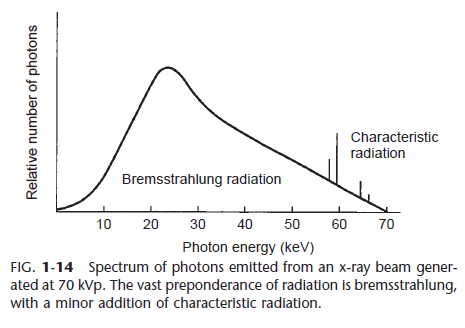 Relative number of photons
Characteristic
radiation
Bremsstrahlung radiation
10 20 30 40 50 60 70
Photon energy (keV)
FIG. 1-14 Spectrum of photons emitted from an x-ray beam gener-
ated at 70 kVp. The vast preponderance of radiation is bremsstrahlung,
with a minor addition of characteristic radiation.